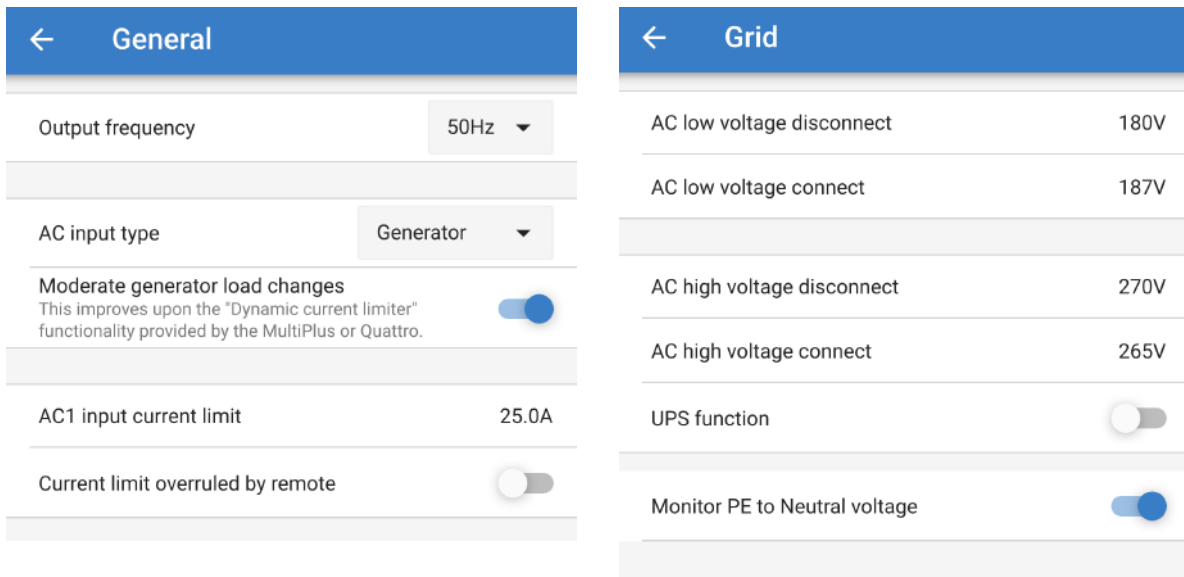 General
Output frequency 50Hz
AC input type Generator
Moderate generator load changes
This improves upon the "Dynamic current limiter"
functionality provided by the MultiPlus or Quattro.
AC1 input current limit 25.0A
Current limit overruled by remote
Grid
AC low voltage disconnect 180V
AC low voltage connect 187V
AC high voltage disconnect 270V
AC high voltage connect 265V
UPS function
Monitor PE to Neutral voltage